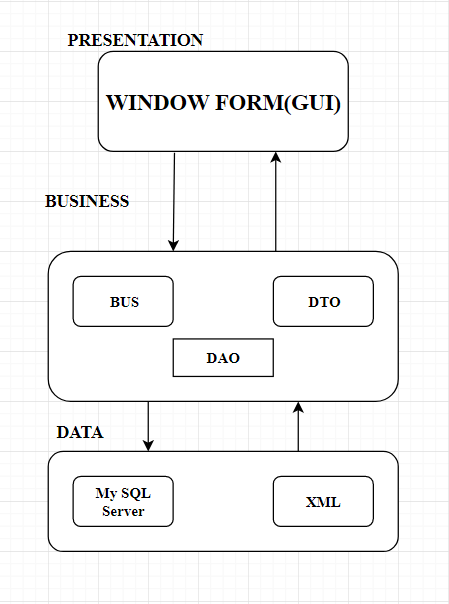 PRESENTATION
WINDOW FORM(GUI)
BUSINESS
BUS
DTO
DAO
DATA
My SQL
Server
XML